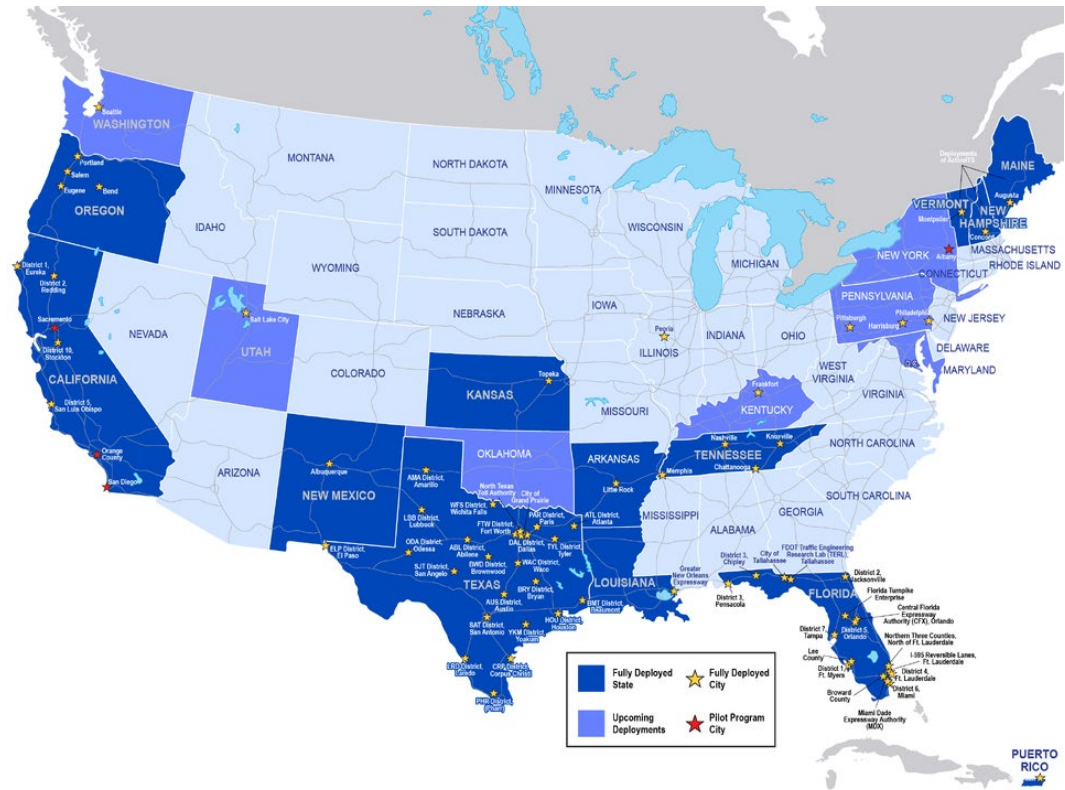 Seattle
WASHINGTON
Portland
Salem
Eugene
Bend
OREGON
MONTANA
IDAHO
WYOMING
NORTH DAKOTA
SOUTH DAKOTA
NEBRASKA
MINNESOTA
WISCONSIN
MICHIGAN
IOWA
Peoria
ILLINOIS
INDIANA
OHIO
Deployments
of ActiveITS
MAINE
Augusta
VERMONT
Montpelier
NEW
HAMPSHIRE
Concord
MASSACHUSETTS
RHODE ISLAND
CONNECTICUT
NEW YORK
Albany
PENNSYLVANIA
Pittsburgh
Harrisburg
Philadelphia
NEW JERSEY
DELAWARE
MARYLAND
WEST
VIRGINIA
VIRGINIA
District 1,
Eureka
District 2,
Redding
Sacramento
District 10,
Stockton
CALIFORNIA
District 5,
San Luis Obispo
Orange
County
San Diego
NEVADA
Salt Lake City
UTAH
COLORADO
ARIZONA
Albuquerque
NEW MEXICO
Topeka
KANSAS
MISSOURI
OKLAHOMA
ARKANSAS
Little Rock
Frankfort
KENTUCKY
Nashville
Knoxville
TENNESSEE
Chattanooga
Memphis
NORTH CAROLINA
SOUTH CAROLINA
GEORGIA
ALABAMA
MISSISSIPPI
LOUISIANA
Greater
New Orleans
Expressway
AMA District,
Amarillo
LBB District,
Lubbock
North Texas
Toll Authority
City of
Grand Prairie
WFS District,
Wichita Falls
PAR District,
Paris
ATL District,
Atlanta
FTW District,
Fort Worth
DAL District,
Dallas
TYL District,
Tyler
ELP District,
El Paso
ODA District,
Odessa
ABL District,
Abilene
BWD District,
Brownwood
WAC District,
Waco
SJT District,
San Angelo
TEXAS
BRY District,
Bryan
AUS District,
Austin
BMT District,
Beaumont
SAT District,
San Antonio
YKM District
Yoakum
HOU District,
Houston
LRD District,
Laredo
CRP District,
Corpus Christi
PHR District,
(Pharr)
District 3,
Chipley
City of
Tallahassee
FDOT Traffic Engineering
Research Lab (TERL),
Tallahassee
District 3,
Pensacola
District 2,
Jacksonville
FLORIDA
Florida Turnpike
Enterprise
Central Florida
Expressway
Authority (CFX), Orlando
District 5,
Orlando
District 7,
Tampa
Northern Three Counties,
North of Ft. Lauderdale
Lee
County
I-595 Reversible Lanes,
Ft. Lauderdale
District 1,
Ft. Myers
District 4,
Ft. Lauderdale
Broward
County
District 6,
Miami
Miami Dade
Expressway Authority
(MDX)
PUERTO
RICO
Fully Deployed
State
Fully Deployed
City
Upcoming
Deployments
Pilot Program
City